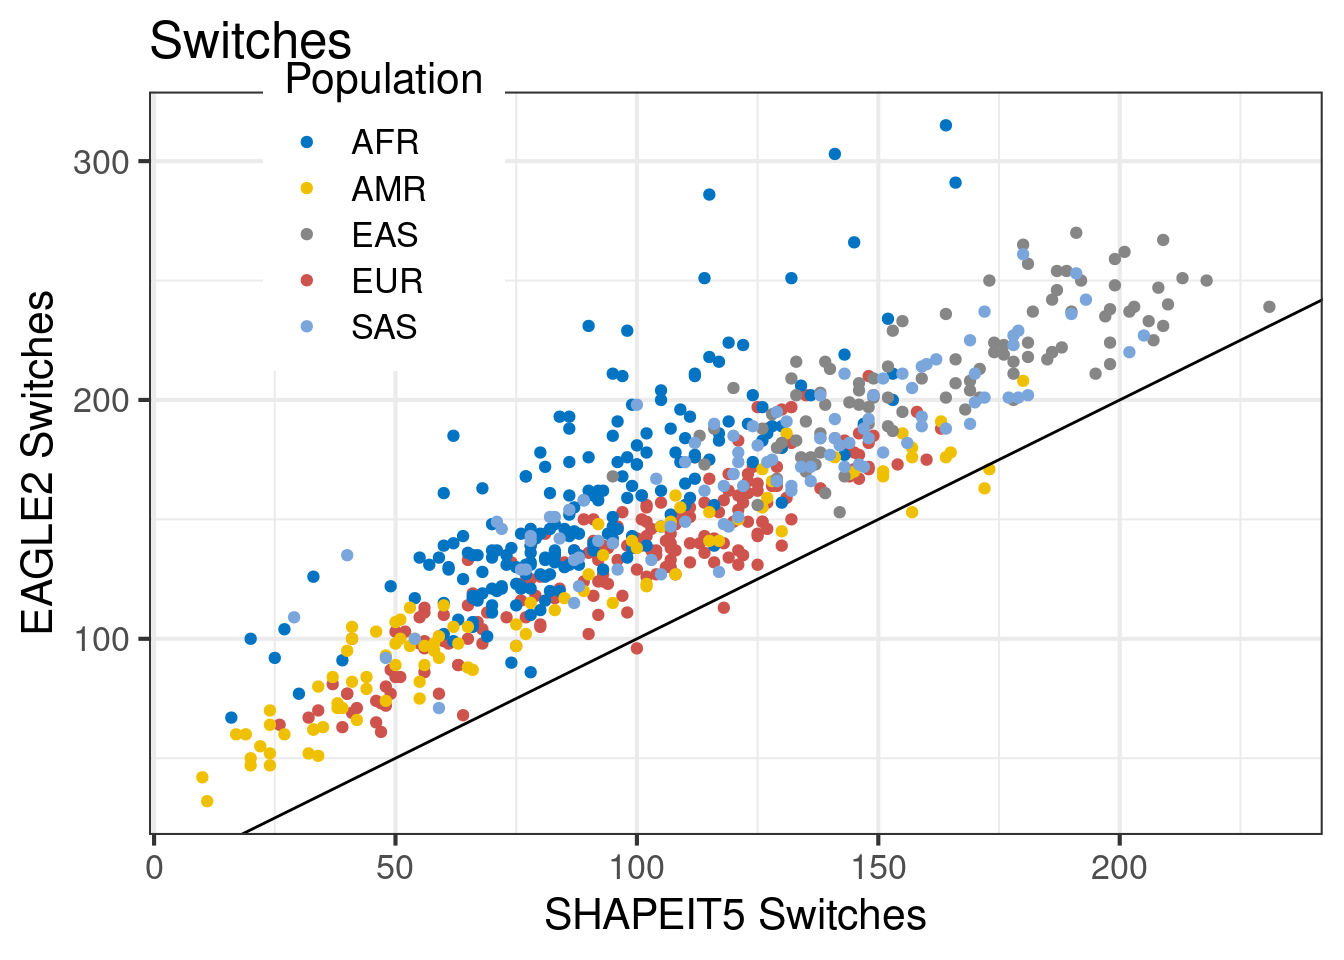 Switches
Population
AFR
AMR
EAS
EUR
SAS
EAGLE2 Switches
300
200
100
0
50
100
150
200
SHAPEIT5 Switches